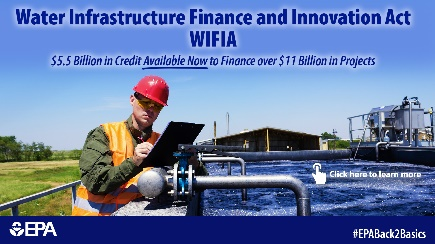 Water Infrastructure Finance and Innovation Act
WIFIA
$5.5 Billion in Credit Available Now to Finance over $11 Billion in Projects
Click here to learn more
EPA
#EPABack2Basics